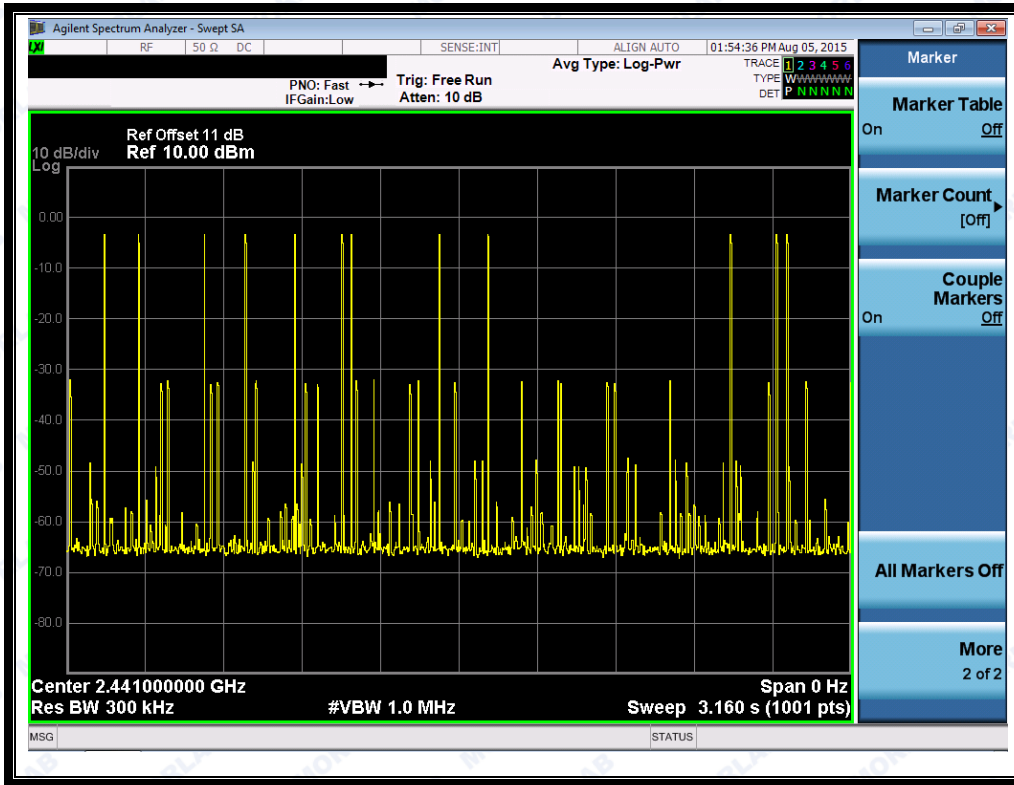 Agilent Spectrum Analyzer - Swept SA
LXI RF 50 Ω DC SENSE:INT ALIGN AUTO 01:54:36 PM Aug 05, 2015
PNO: Fast
IFGain:Low
Trig: Free Run
Atten: 10 dB
Avg Type: Log-Pwr
TRACE 1 2 3 4 5 6
TYPE WWWWWW
DET P N N N N N
Ref Offset 11 dB
10 dB/div Ref 10.00 dBm
Log
0.00
-10.0
-20.0
-30.0
-40.0
-50.0
-60.0
-70.0
-80.0
Center 2.441000000 GHz Span 0 Hz
Res BW 300 kHz #VBW 1.0 MHz Sweep 3.160 s (1001 pts)
MSG STATUS
Marker
Marker Table
On Off
Marker Count
[Off]
Couple
Markers
On Off
All Markers Off
More
2 of 2